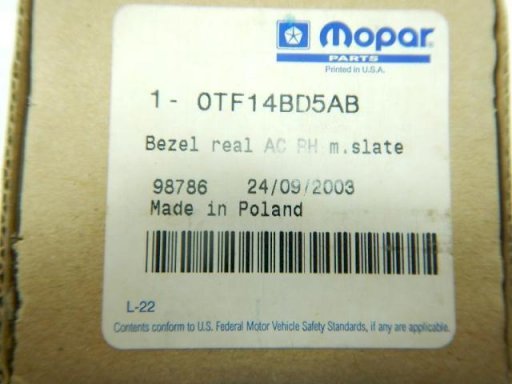 Mopar
PARTS
Printed in U.S.A.
1- OTF14BD5AB
Bezel real AC RH m.slate
98786 24/09/2003
Made in Poland
L-22
Contents conform to U.S. Federal Motor Vehicle Safety Standards, if any are applicable.